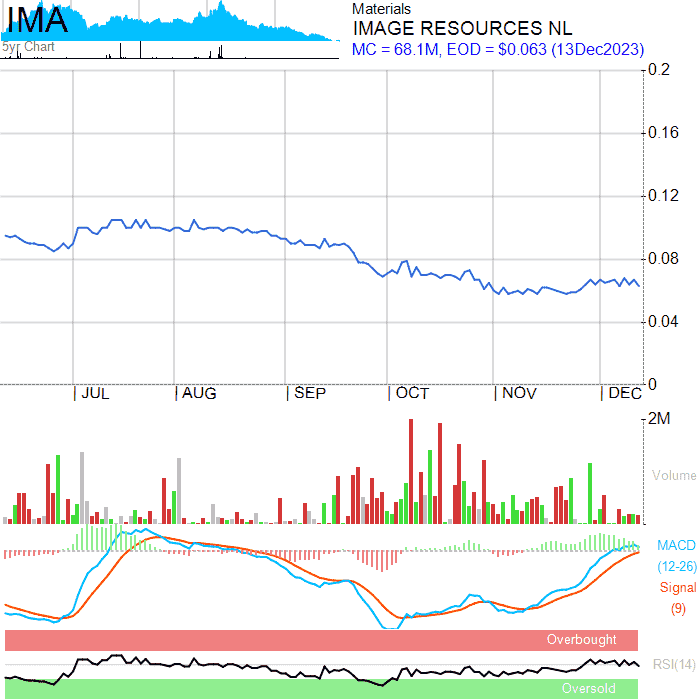 IMA
5yr Chart
Materials
IMAGE RESOURCES NL
MC = 68.1M, EOD = $0.063 (13Dec2023)
0.2
0.16
0.12
0.08
0.04
0
| JUL | AUG | SEP | OCT | NOV | DEC
2M
Volume
MACD
(12-26)
Signal
(9)
Overbought
RSI(14)
Oversold